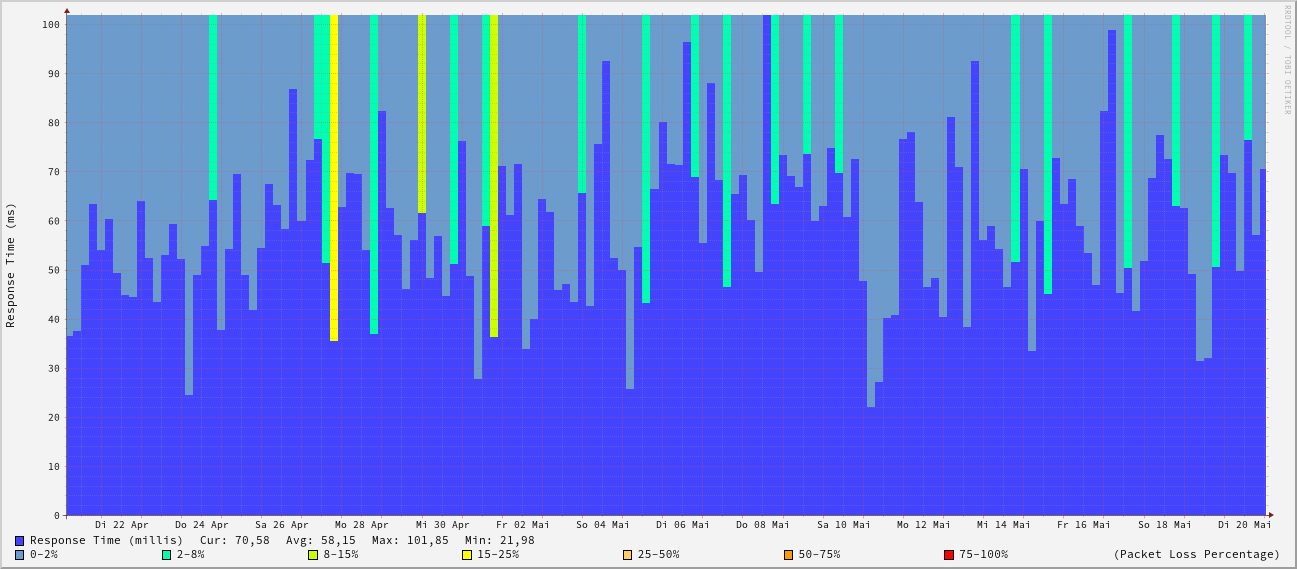 RRDTOOL / TOBI OETIKER
Response Time (ms)
100
90
80
70
60
50
40
30
20
10
0
Di 22 Apr Do 24 Apr Sa 26 Apr Mo 28 Apr Mi 30 Apr Fr 02 Mai So 04 Mai Di 06 Mai Do 08 Mai Sa 10 Mai Mo 12 Mai Mi 14 Mai Fr 16 Mai So 18 Mai Di 20 Mai
Response Time (millis) Cur: 70,58 Avg: 58,15 Max: 101,85 Min: 21,98
0-2% 2-8% 8-15% 15-25% 25-50% 50-75% 75-100% (Packet Loss Percentage)